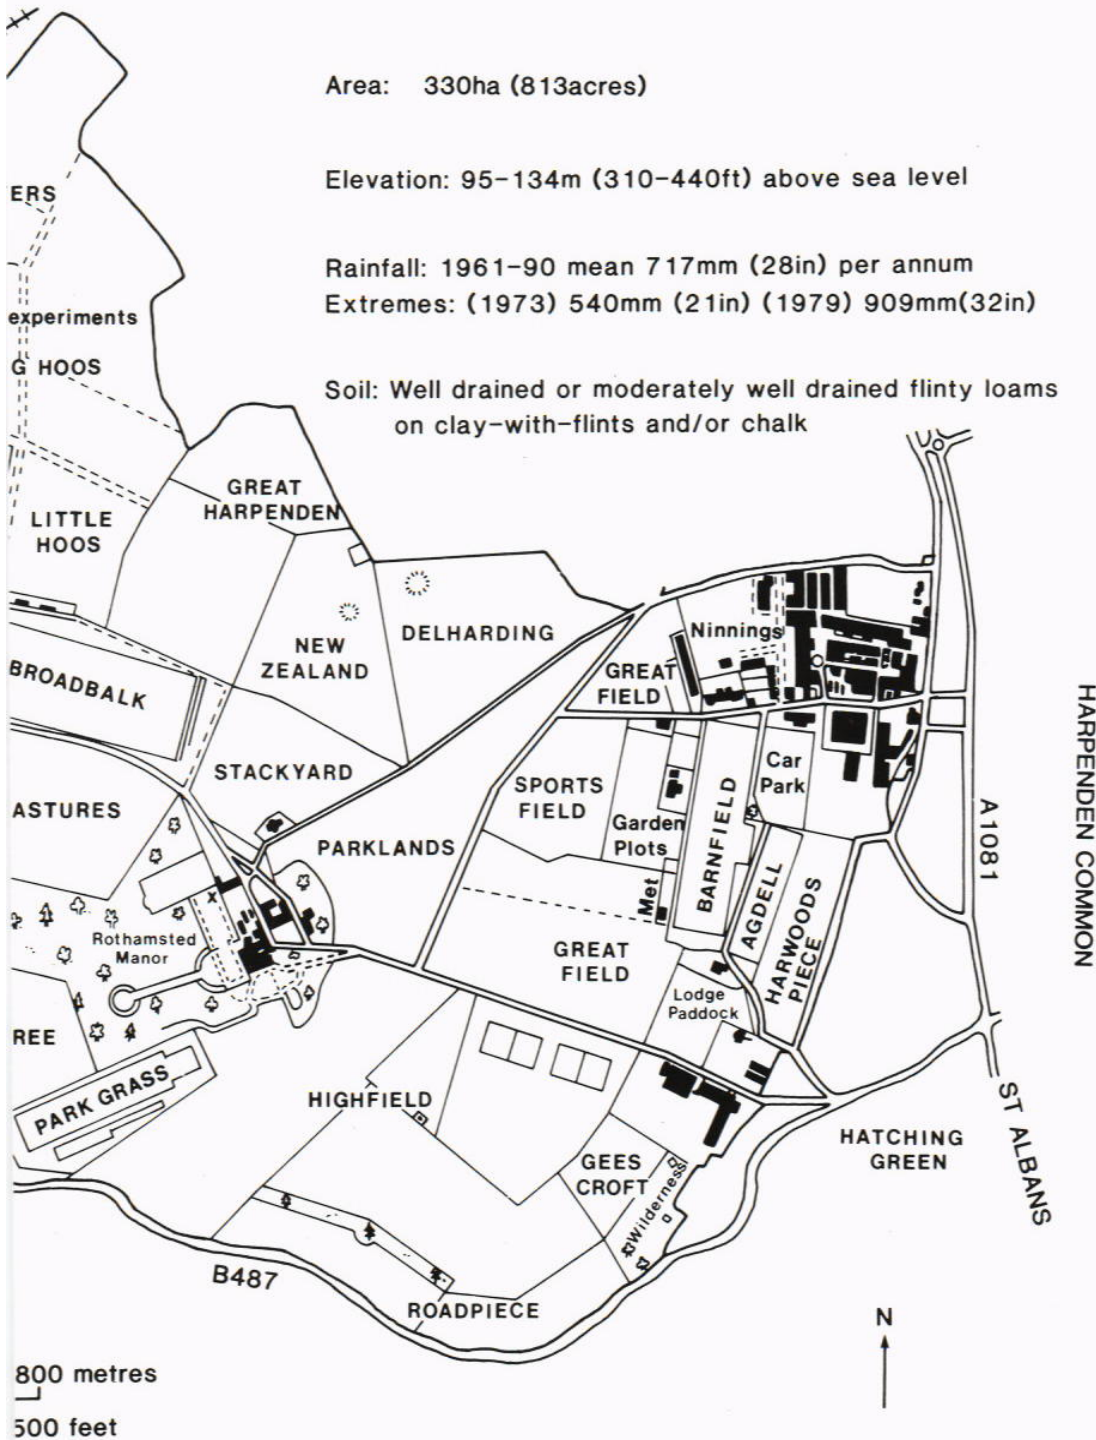 Area: 330ha (813acres)
Elevation: 95-134m (310-440ft) above sea level
Rainfall: 1961-90 mean 717mm (28in) per annum
Extremes: (1973) 540mm (21in) (1979) 909mm(32in)
Soil: Well drained or moderately well drained flinty loams
on clay-with-flints and/or chalk
ERS
experiments
G HOOS
LITTLE
HOOS
GREAT
HARPENDEN
NEW
ZEALAND
DELHARDING
BROADBALK
STACKYARD
ASTURES
PARKLANDS
Ninnings
GREAT
FIELD
SPORTS
FIELD
Garden
Plots
Car
Park
BARNFIELD
Met
AGDELL
HARWOODS
PIECE
A1081
HARPENDEN COMMON
Rothamsted
Manor
X
GREAT
FIELD
Lodge
Paddock
REE
PARK GRASS
HIGHFIELD
GEES
CROFT
Wilderness
HATCHING
GREEN
ST ALBANS
B487
ROADPIECE
N
800 metres
500 feet